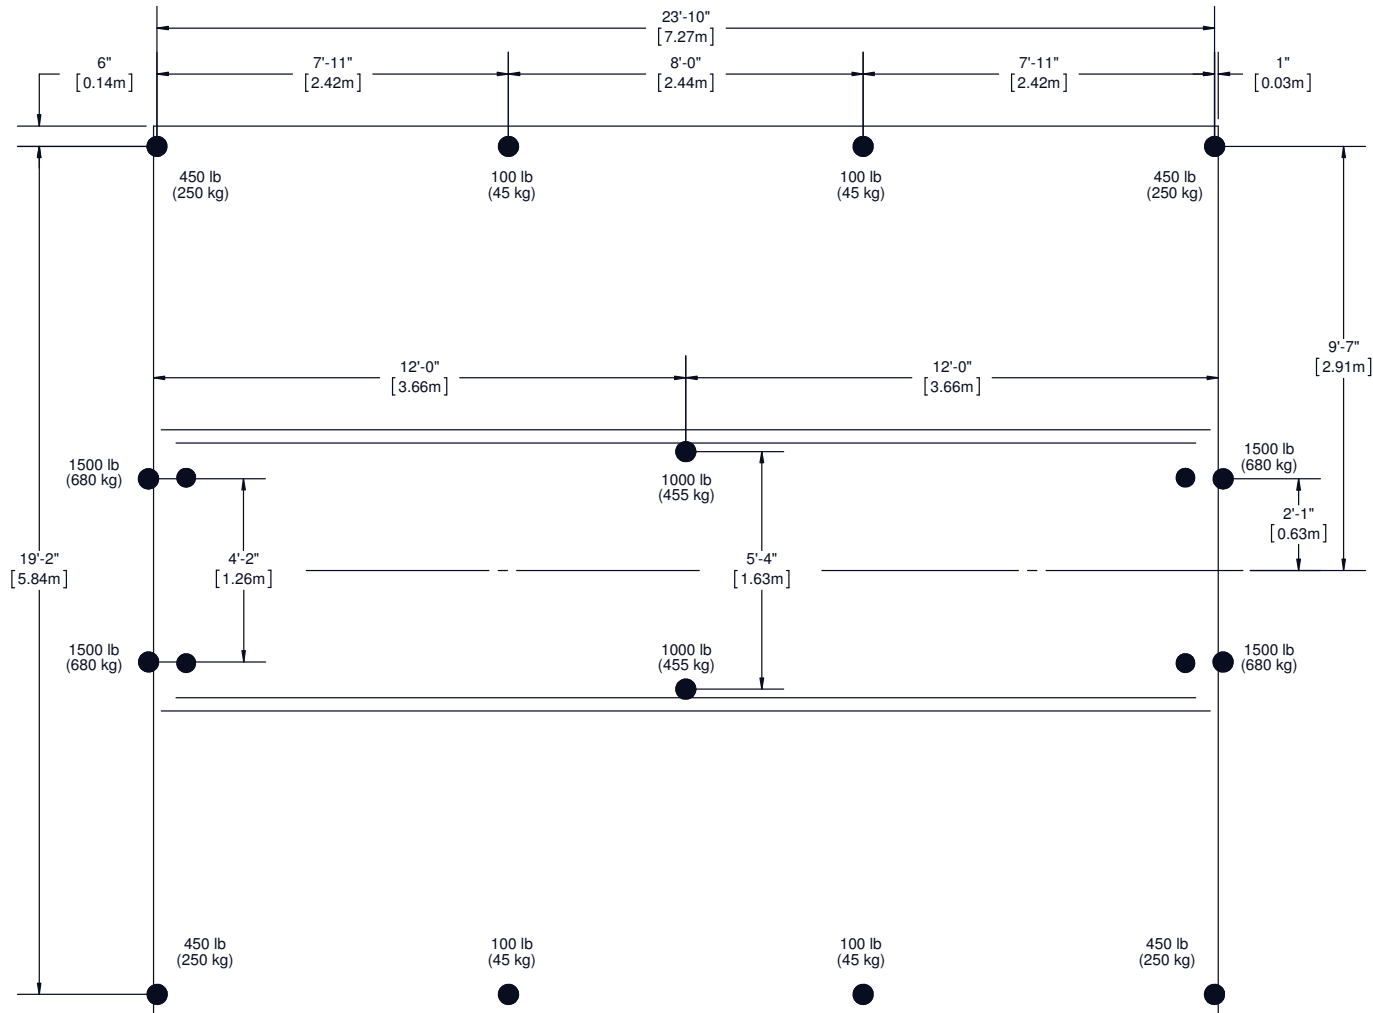 23'-10"
[7.27m]
6"
[0.14m]
7'-11"
[2.42m]
8'-0"
[2.44m]
7'-11"
[2.42m]
1"
[0.03m]
450 lb
(250 kg)
100 lb
(45 kg)
100 lb
(45 kg)
450 lb
(250 kg)
9'-7"
[2.91m]
12'-0"
[3.66m]
12'-0"
[3.66m]
1500 lb
(680 kg)
1000 lb
(455 kg)
1500 lb
(680 kg)
2'-1"
[0.63m]
19'-2"
[5.84m]
4'-2"
[1.26m]
5'-4"
[1.63m]
1500 lb
(680 kg)
1000 lb
(455 kg)
1500 lb
(680 kg)
450 lb
(250 kg)
100 lb
(45 kg)
100 lb
(45 kg)
450 lb
(250 kg)